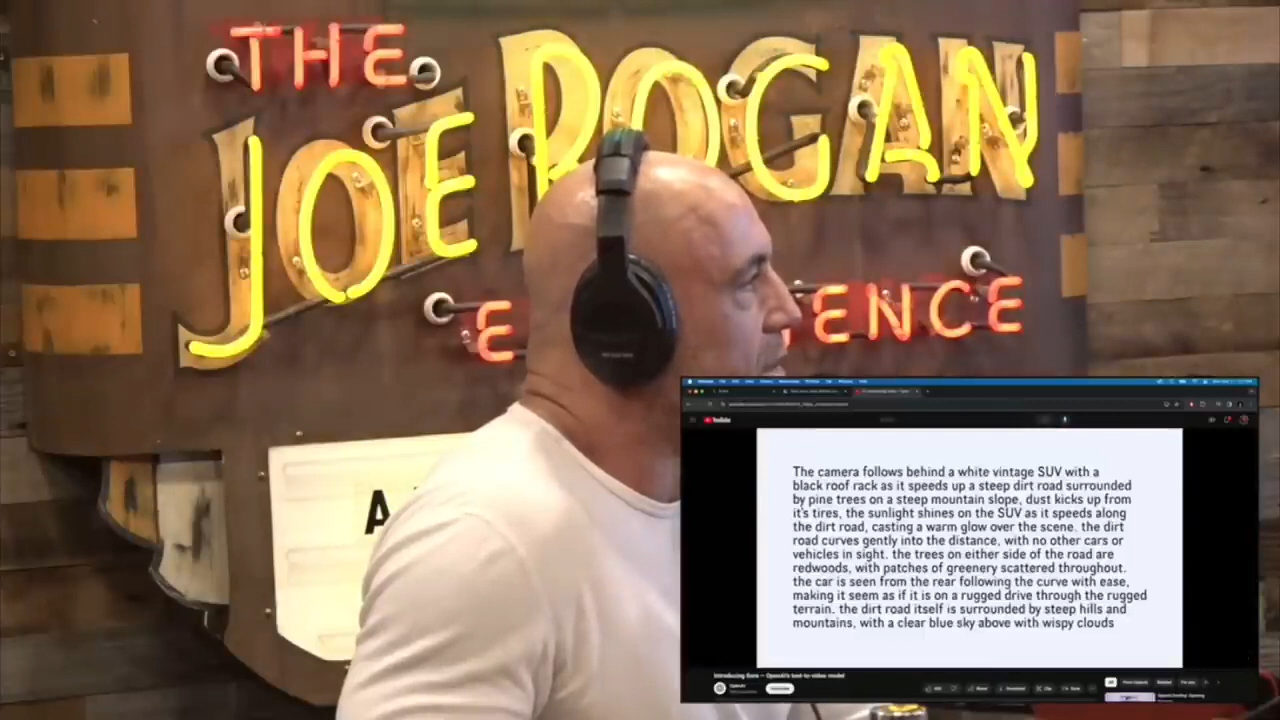 THE
JOE ROGAN
ENCE
A
YouTube
The camera follows behind a white vintage SUV with a
black roof rack as it speeds up a steep dirt road surrounded
by pine trees on a steep mountain slope, dust kicks up from
it's tires, the sunlight shines on the SUV as it speeds along
the dirt road, casting a warm glow over the scene. the dirt
road curves gently into the distance, with no other cars or
vehicles in sight. the trees on either side of the road are
redwoods, with patches of greenery scattered throughout.
the car is seen from the rear following the curve with ease,
making it seem as if it is on a rugged drive through the rugged
terrain. the dirt road itself is surrounded by steep hills and
mountains, with a clear blue sky above with wispy clouds
Introducing Sora — OpenAI's text-to-video model
OpenAI